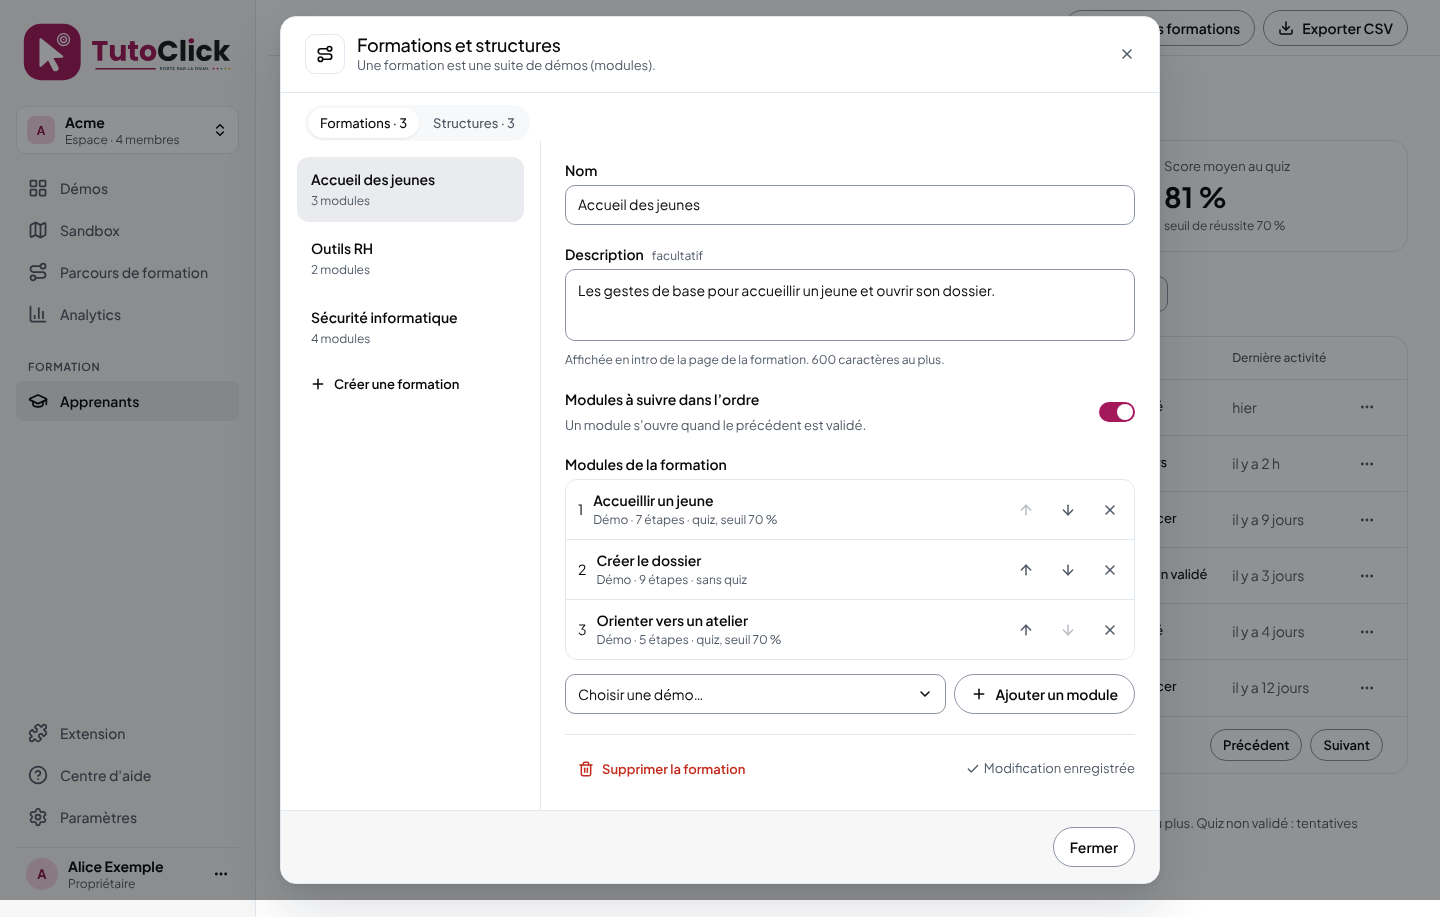 TutoClick
PORTÉ PAR LA DSIML
A
Acme
Espace · 4 membres
Démos
Sandbox
Parcours de formation
Analytics
FORMATION
Apprenants
Extension
Centre d'aide
Paramètres
A
Alice Exemple
Propriétaire
formations
Exporter CSV
Score moyen au quiz
81 %
seuil de réussite 70 %
Dernière activité
hier
il y a 2 h
il y a 9 jours
validé
il y a 3 jours
il y a 4 jours
il y a 12 jours
Précédent
Suivant
plus. Quiz non validé : tentatives
Formations et structures
Une formation est une suite de démos (modules).
Formations · 3
Structures · 3
Accueil des jeunes
3 modules
Outils RH
2 modules
Sécurité informatique
4 modules
Créer une formation
Nom
Accueil des jeunes
Description facultatif
Les gestes de base pour accueillir un jeune et ouvrir son dossier.
Affichée en intro de la page de la formation. 600 caractères au plus.
Modules à suivre dans l’ordre
Un module s’ouvre quand le précédent est validé.
Modules de la formation
1 Accueillir un jeune
Démo · 7 étapes · quiz, seuil 70 %
2 Créer le dossier
Démo · 9 étapes · sans quiz
3 Orienter vers un atelier
Démo · 5 étapes · quiz, seuil 70 %
Choisir une démo…
Ajouter un module
Supprimer la formation
Modification enregistrée
Fermer